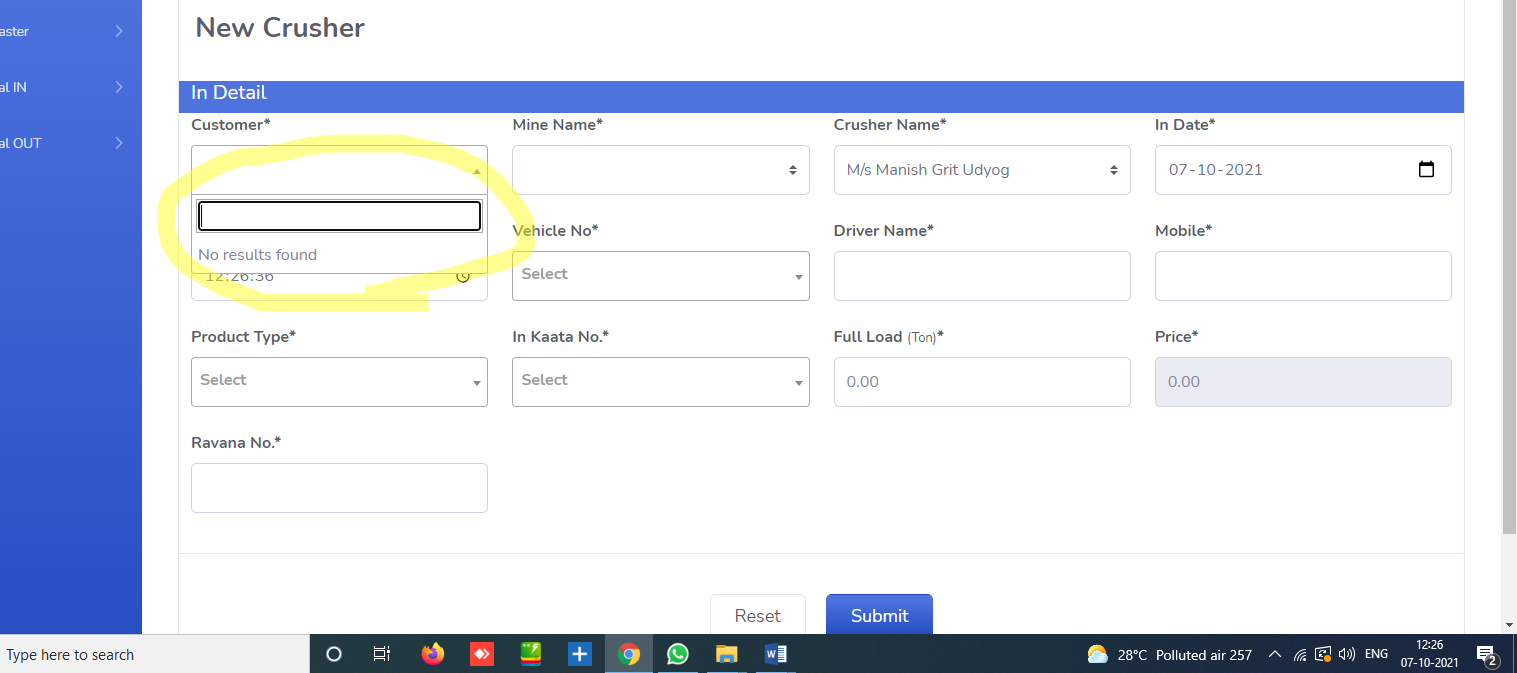 New Crusher
aster
In Detail
al IN
Customer* Mine Name* Crusher Name* In Date*
al OUT
M/s Manish Grit Udyog 07-10-2021
Vehicle No* Driver Name* Mobile*
No results found
12:26:36 Select
Product Type* In Kaata No.* Full Load (Ton)* Price*
Select Select 0.00 0.00
Ravana No.*
Reset Submit
Type here to search 28°C Polluted air 257 ENG 12:26
07-10-2021 2